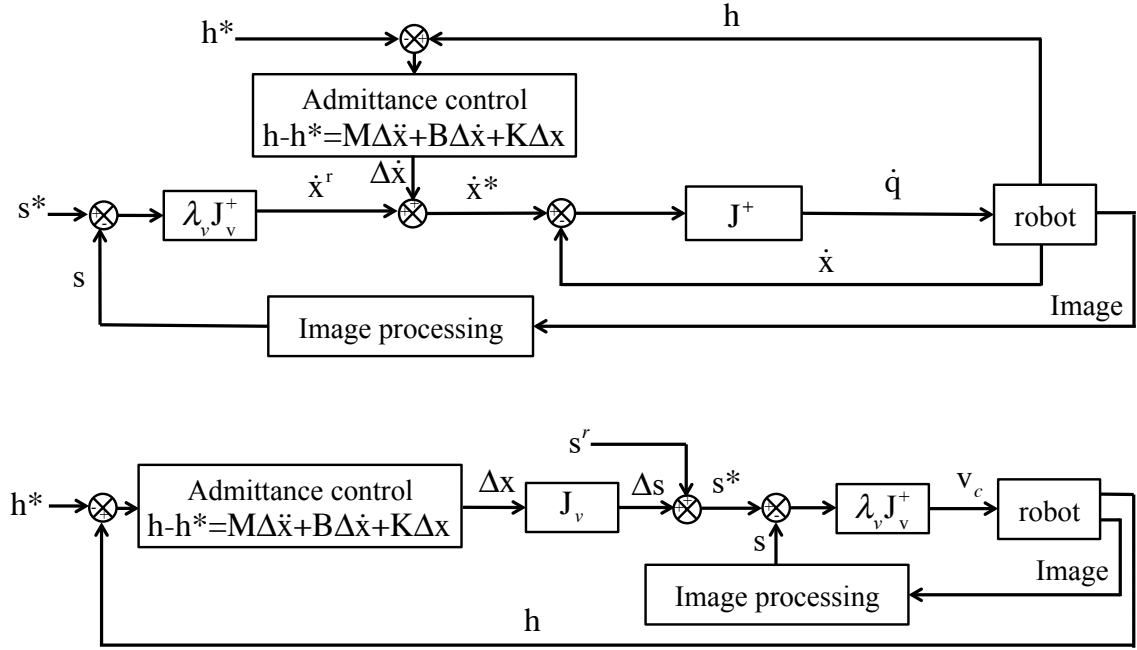 h*
h
- +
Admittance control
h-h*=MΔẍ+BΔẋ+KΔx
Δẋ
ẋʳ
ẋ*
q̇
s*
+ -
λᵥJᵥ⁺
+ +
+ -
J⁺
robot
ẋ
s
Image
Image processing
sʳ
h*
- +
Admittance control
h-h*=MΔẍ+BΔẋ+KΔx
Δx
Jᵥ
Δs
+ +
s*
+ -
λᵥJᵥ⁺
v_c
robot
s
Image
Image processing
h